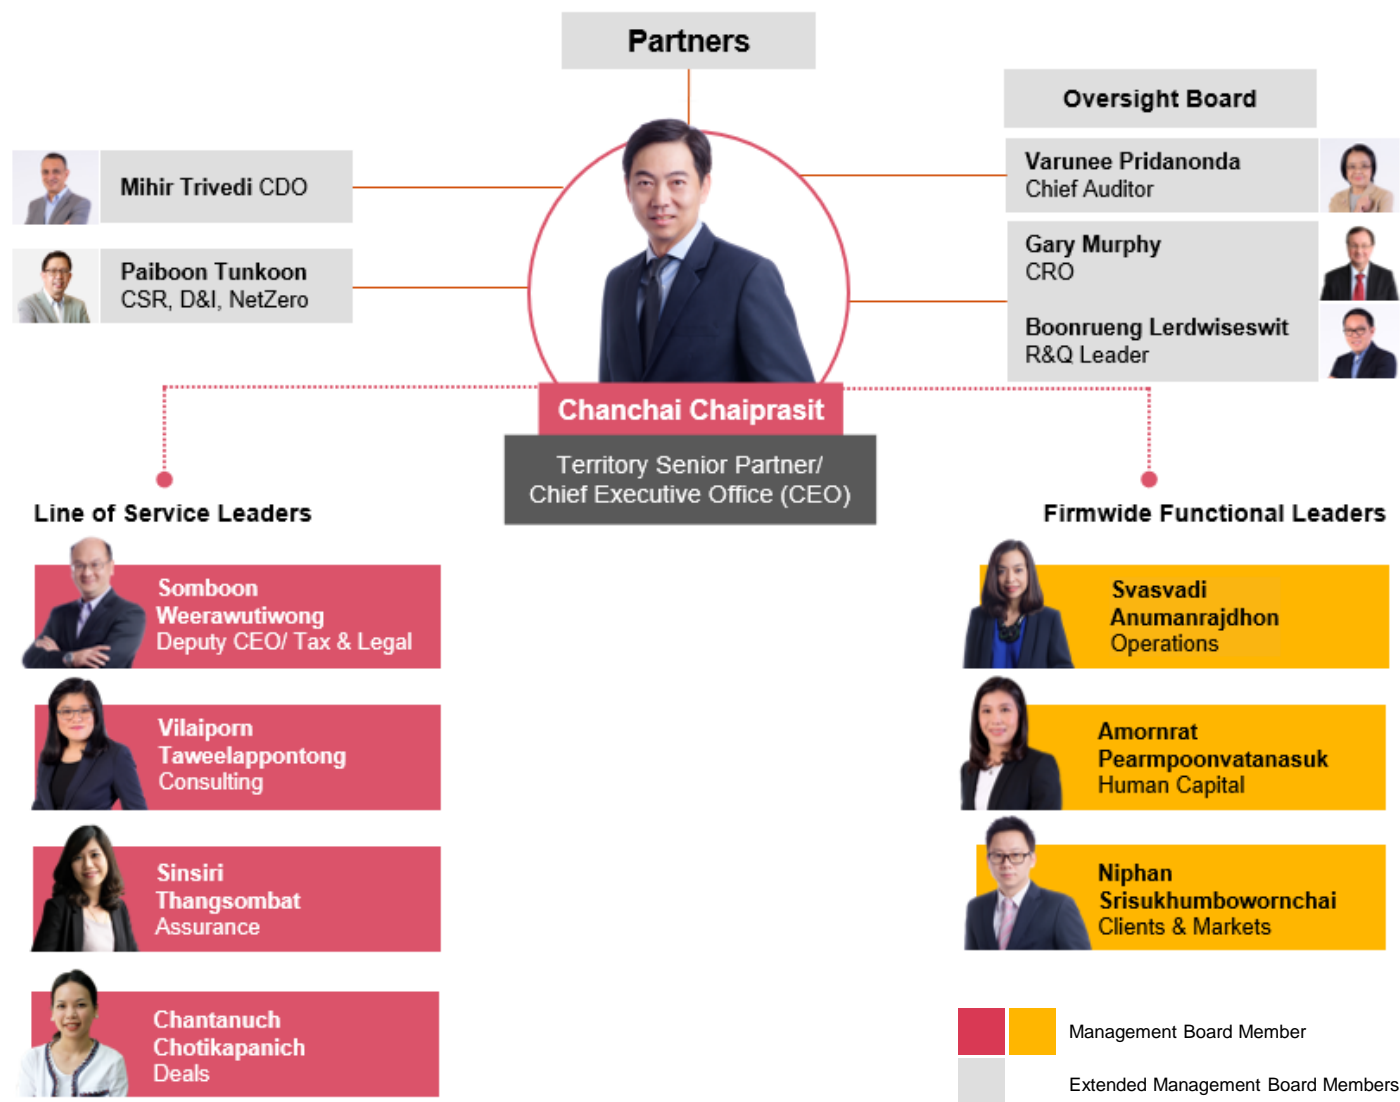 Partners
Oversight Board
Mihir Trivedi CDO
Varunee Pridanonda
Chief Auditor
Paiboon Tunkoon
CSR, D&I, NetZero
Gary Murphy
CRO
Boonrueng Lerdwiseswit
R&Q Leader
Chanchai Chaiprasit
Territory Senior Partner/
Chief Executive Office (CEO)
Line of Service Leaders
Somboon
Weerawutiwong
Deputy CEO/ Tax & Legal
Vilaiporn
Taweelappontong
Consulting
Sinsiri
Thangsombat
Assurance
Chantanuch
Chotikapanich
Deals
Firmwide Functional Leaders
Svasvadi
Anumanrajdhon
Operations
Amornrat
Pearmpoonvatanasuk
Human Capital
Niphan
Srisukhumbowornchai
Clients & Markets
Management Board Member
Extended Management Board Members